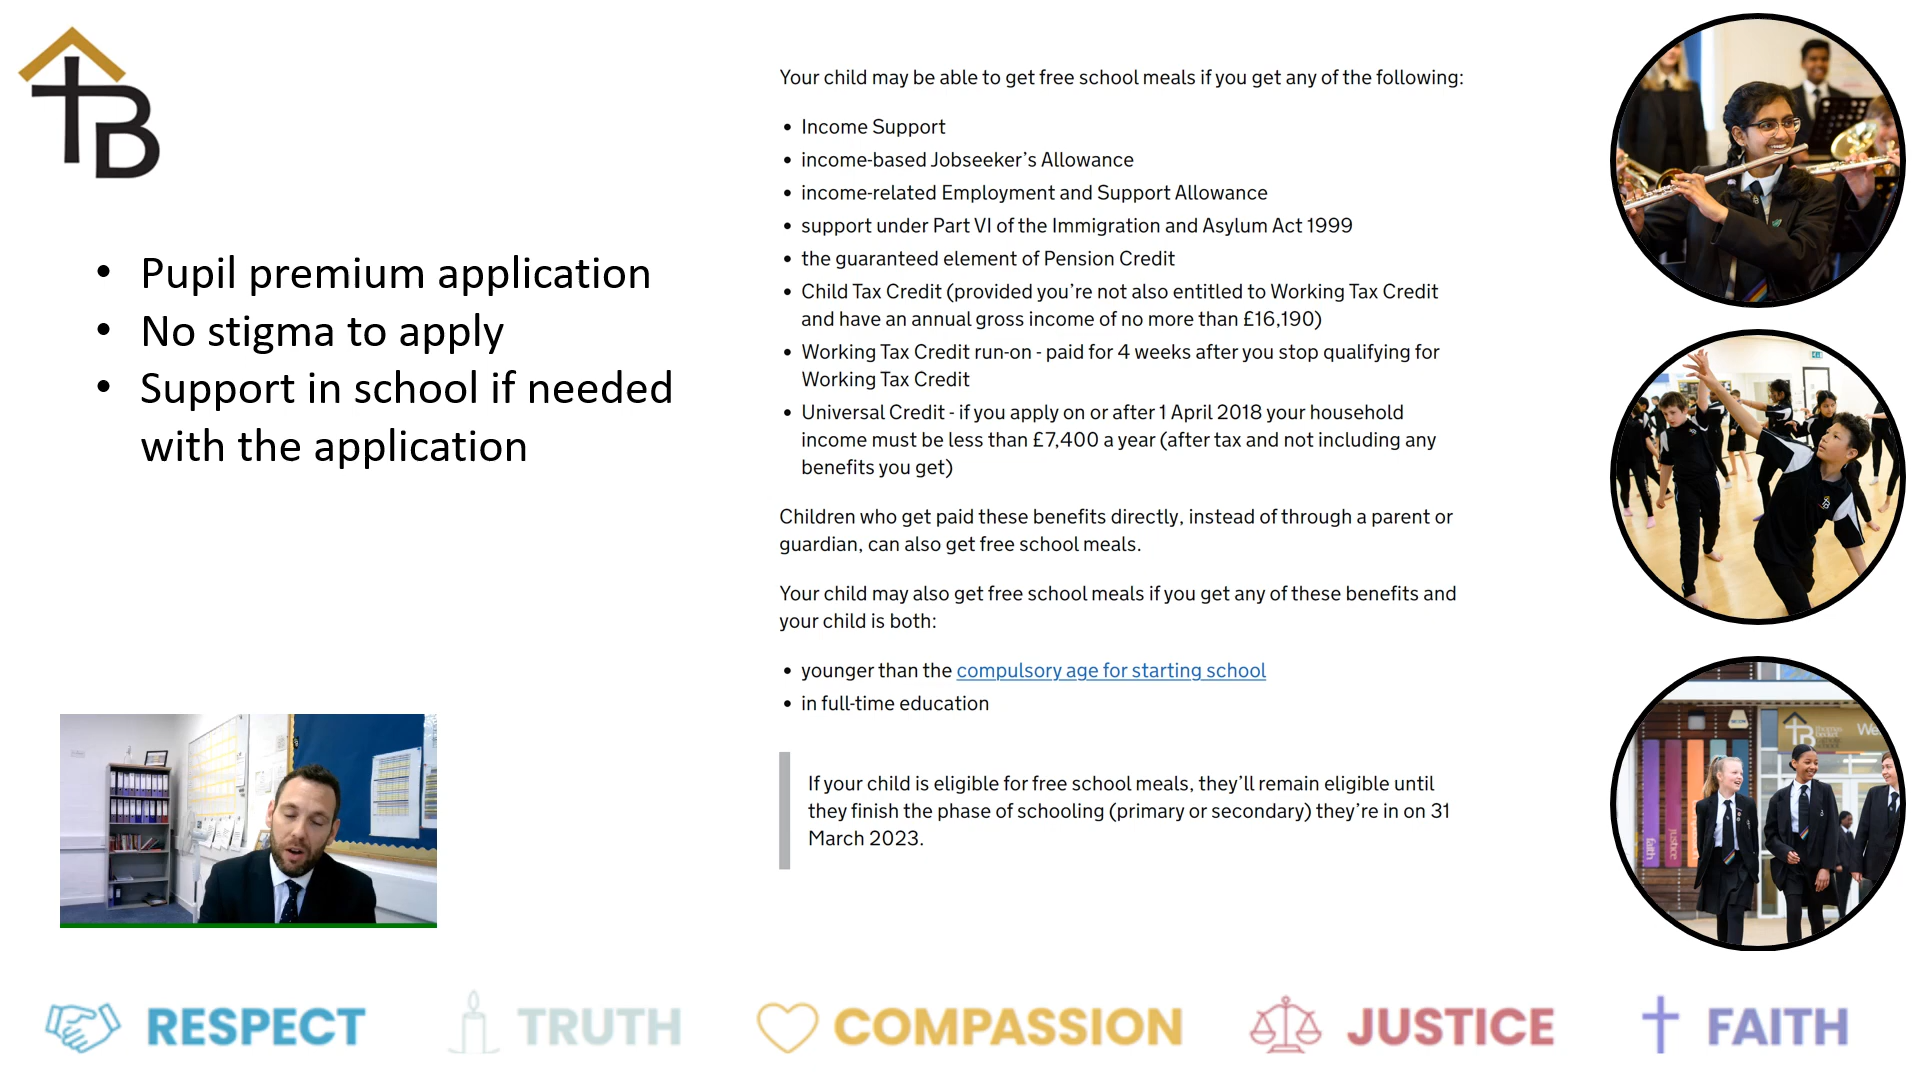 TB
Pupil premium application
No stigma to apply
Support in school if needed
with the application
Your child may be able to get free school meals if you get any of the following:
Income Support
income-based Jobseeker’s Allowance
income-related Employment and Support Allowance
support under Part VI of the Immigration and Asylum Act 1999
the guaranteed element of Pension Credit
Child Tax Credit (provided you’re not also entitled to Working Tax Credit
and have an annual gross income of no more than £16,190)
Working Tax Credit run-on - paid for 4 weeks after you stop qualifying for
Working Tax Credit
Universal Credit - if you apply on or after 1 April 2018 your household
income must be less than £7,400 a year (after tax and not including any
benefits you get)
Children who get paid these benefits directly, instead of through a parent or
guardian, can also get free school meals.
Your child may also get free school meals if you get any of these benefits and
your child is both:
younger than the compulsory age for starting school
in full-time education
If your child is eligible for free school meals, they’ll remain eligible until
they finish the phase of schooling (primary or secondary) they’re in on 31
March 2023.
faith
justice
RESPECT
TRUTH
COMPASSION
JUSTICE
FAITH